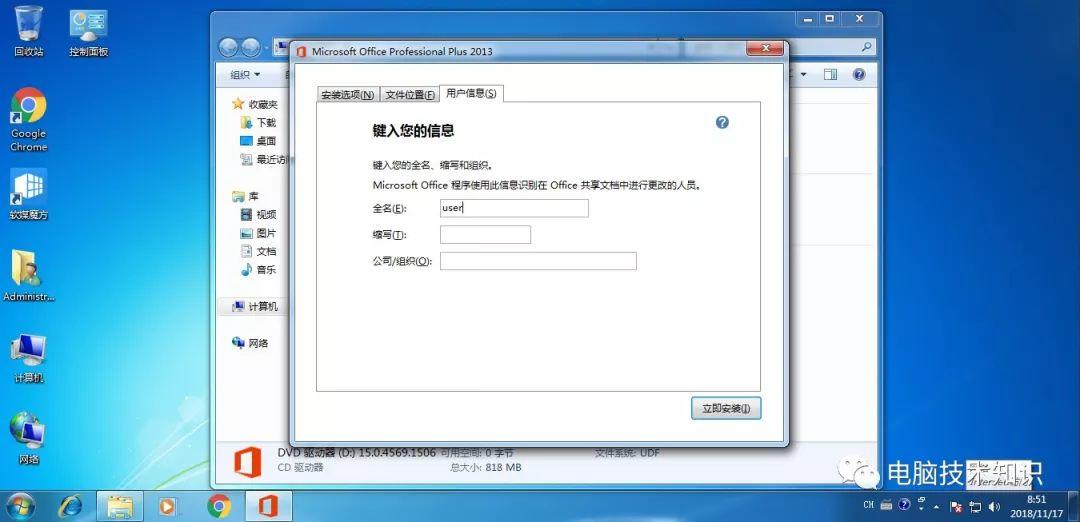 回收站
控制面板
Google
Chrome
软媒魔方
Administr...
计算机
网络
组织
收藏夹
下载
桌面
最近访
库
视频
图片
文档
音乐
计算机
网络
Microsoft Office Professional Plus 2013
安装选项(N)
文件位置(F)
用户信息(S)
键入您的信息
键入您的全名、缩写和组织。
Microsoft Office 程序使用此信息识别在 Office 共享文档中进行更改的人员。
全名(E):
user
缩写(T):
公司/组织(O):
立即安装(I)
DVD 驱动器 (D:) 15.0.4569.1506 可用空间: 0 字节 文件系统: UDF
CD 驱动器 总大小: 818 MB
电脑技术知识
CH
8:51
2018/11/17